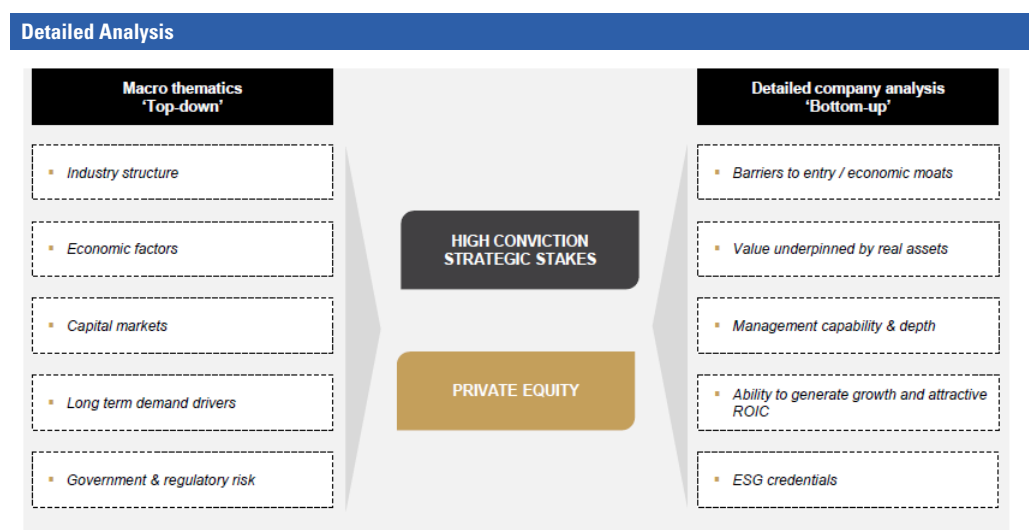 Detailed Analysis
Macro thematics
‘Top-down’
Industry structure
Economic factors
Capital markets
Long term demand drivers
Government & regulatory risk
HIGH CONVICTION
STRATEGIC STAKES
PRIVATE EQUITY
Detailed company analysis
‘Bottom-up’
Barriers to entry / economic moats
Value underpinned by real assets
Management capability & depth
Ability to generate growth and attractive
ROIC
ESG credentials